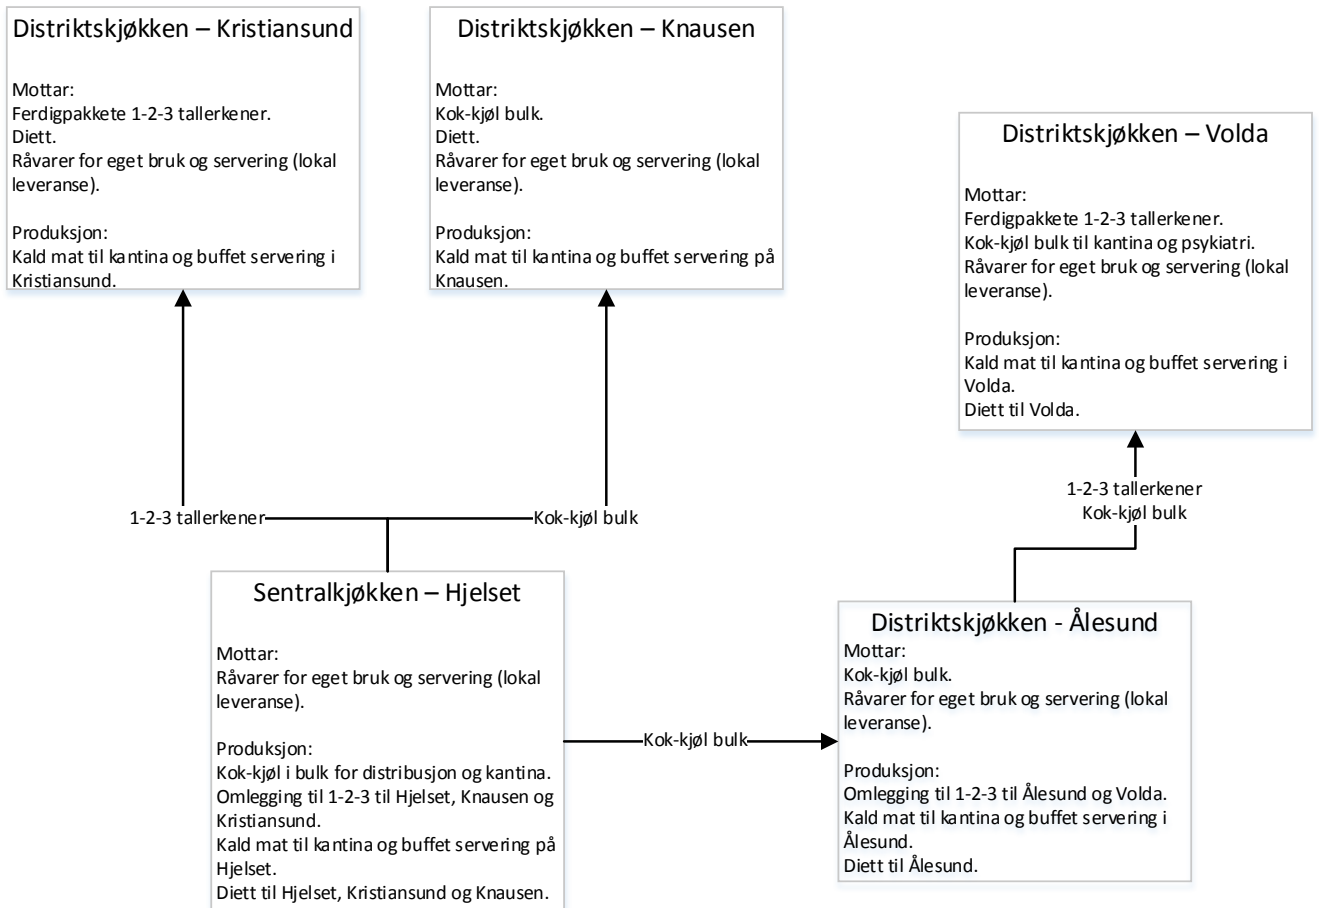 Distriktskjøkken – Kristiansund
Mottar:
Ferdigpakkete 1-2-3 tallerkener.
Diett.
Råvarer for eget bruk og servering (lokal
leveranse).
Produksjon:
Kald mat til kantina og buffet servering i
Kristiansund.
Distriktskjøkken – Knausen
Mottar:
Kok-kjøl bulk.
Diett.
Råvarer for eget bruk og servering (lokal
leveranse).
Produksjon:
Kald mat til kantina og buffet servering på
Knausen.
Distriktskjøkken – Volda
Mottar:
Ferdigpakkete 1-2-3 tallerkener.
Kok-kjøl bulk til kantina og psykiatri.
Råvarer for eget bruk og servering (lokal
leveranse).
Produksjon:
Kald mat til kantina og buffet servering i
Volda.
Diett til Volda.
1-2-3 tallerkener
Kok-kjøl bulk
1-2-3 tallerkener
Kok-kjøl bulk
Sentralkjøkken – Hjelset
Mottar:
Råvarer for eget bruk og servering (lokal
leveranse).
Produksjon:
Kok-kjøl i bulk for distribusjon og kantina.
Omlegging til 1-2-3 til Hjelset, Knausen og
Kristiansund.
Kald mat til kantina og buffet servering på
Hjelset.
Diett til Hjelset, Kristiansund og Knausen.
Kok-kjøl bulk
Distriktskjøkken - Ålesund
Mottar:
Kok-kjøl bulk.
Råvarer for eget bruk og servering (lokal
leveranse).
Produksjon:
Omlegging til 1-2-3 til Ålesund og Volda.
Kald mat til kantina og buffet servering i
Ålesund.
Diett til Ålesund.